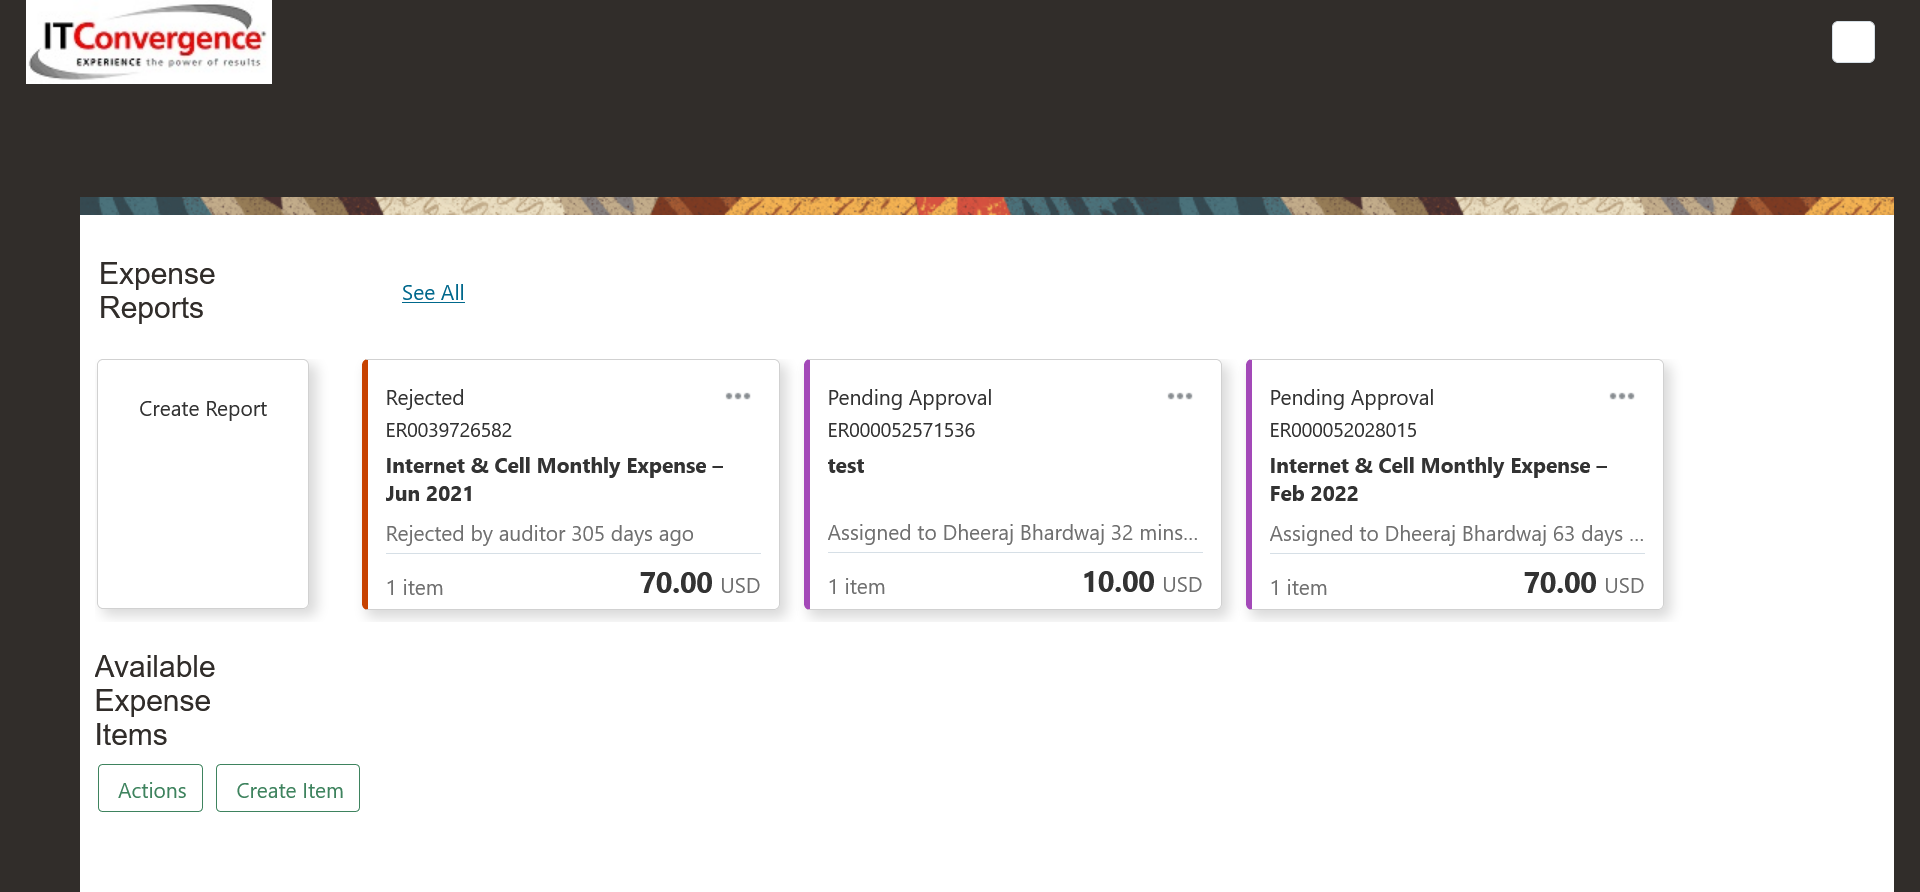 ITConvergence
EXPERIENCE the power of results
Expense
Reports
See All
Create Report
Rejected
ER0039726582
Internet & Cell Monthly Expense –
Jun 2021
Rejected by auditor 305 days ago
1 item
70.00 USD
Pending Approval
ER000052571536
test
Assigned to Dheeraj Bhardwaj 32 mins...
1 item
10.00 USD
Pending Approval
ER000052028015
Internet & Cell Monthly Expense –
Feb 2022
Assigned to Dheeraj Bhardwaj 63 days ...
1 item
70.00 USD
Available
Expense
Items
Actions
Create Item